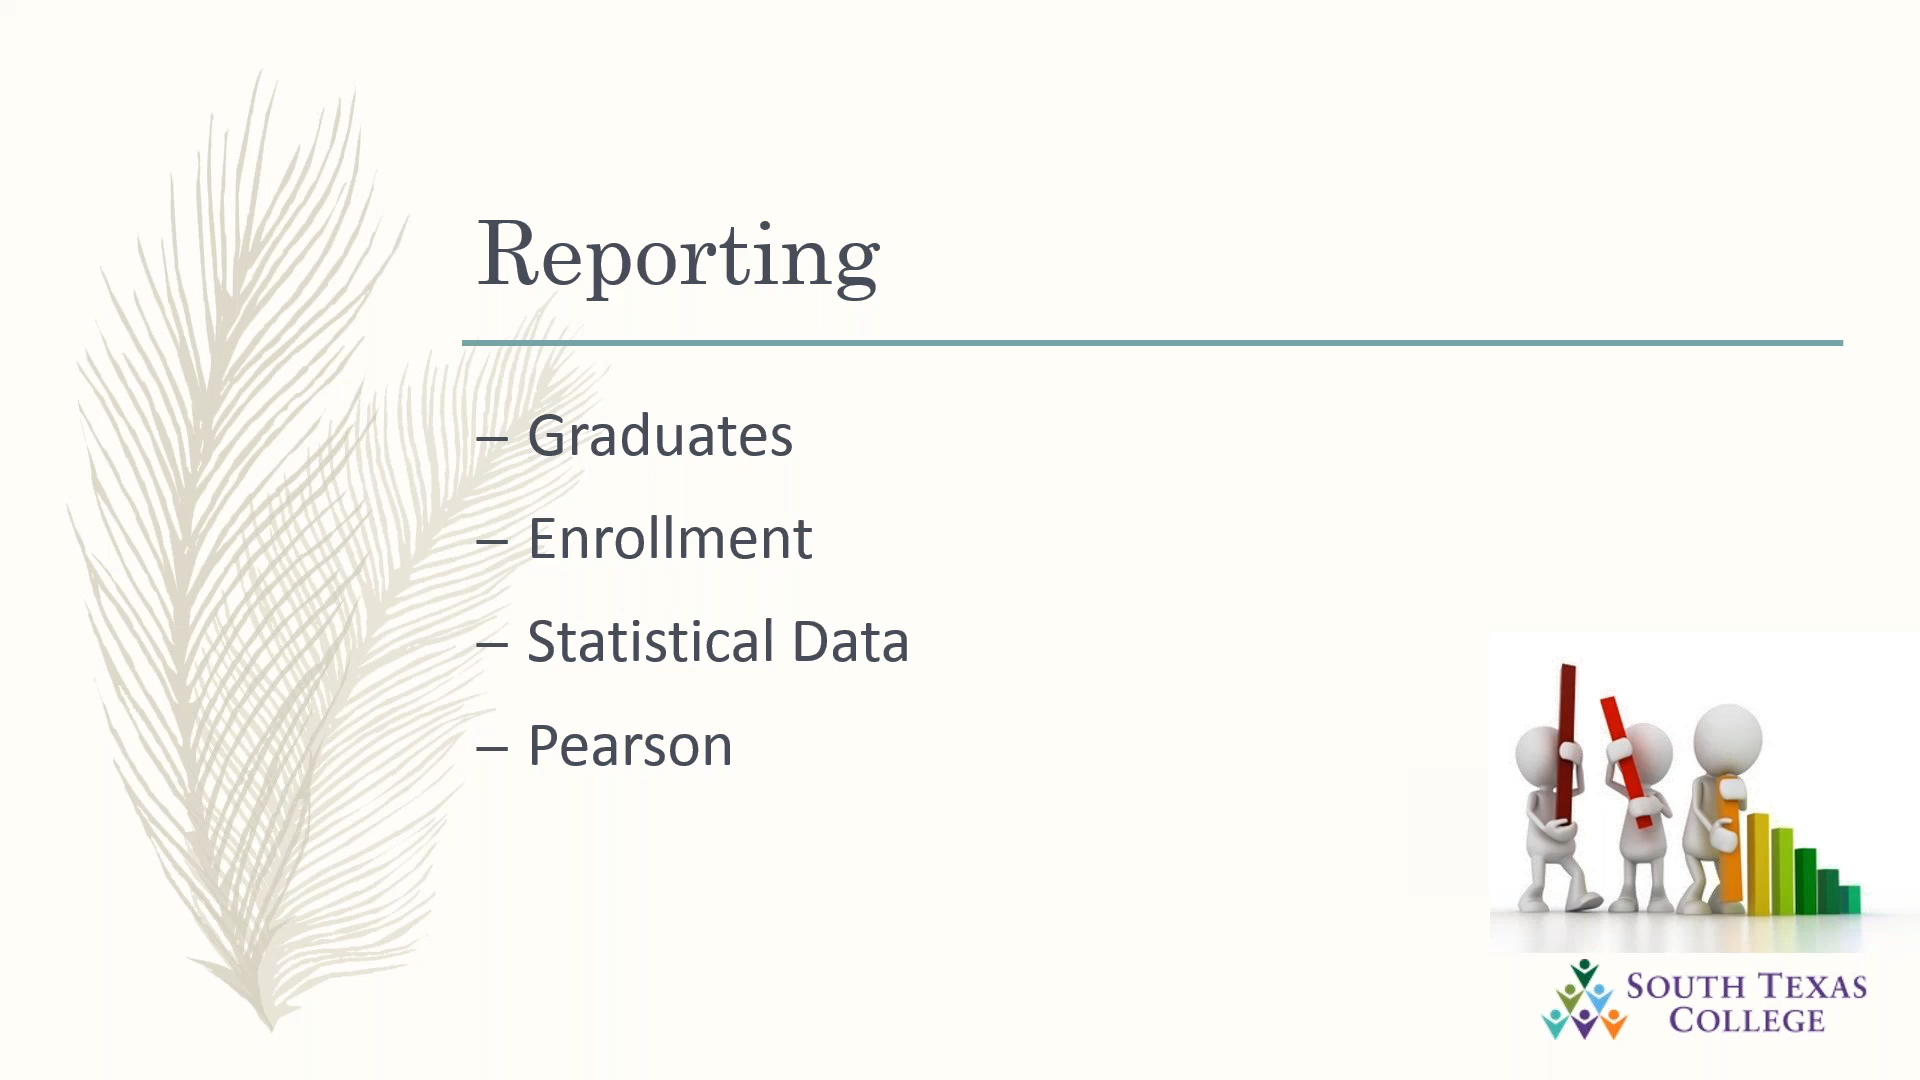 Reporting
– Graduates
– Enrollment
– Statistical Data
– Pearson
SOUTH TEXAS
COLLEGE